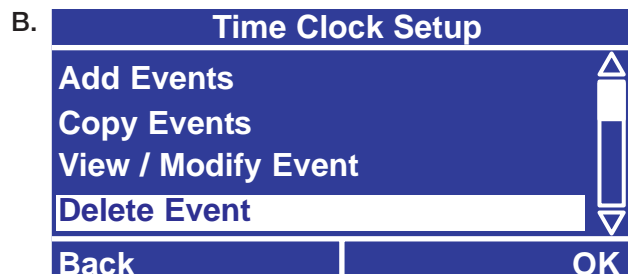 B.
Time Clock Setup
Add Events
Copy Events
View / Modify Event
Delete Event
Back OK